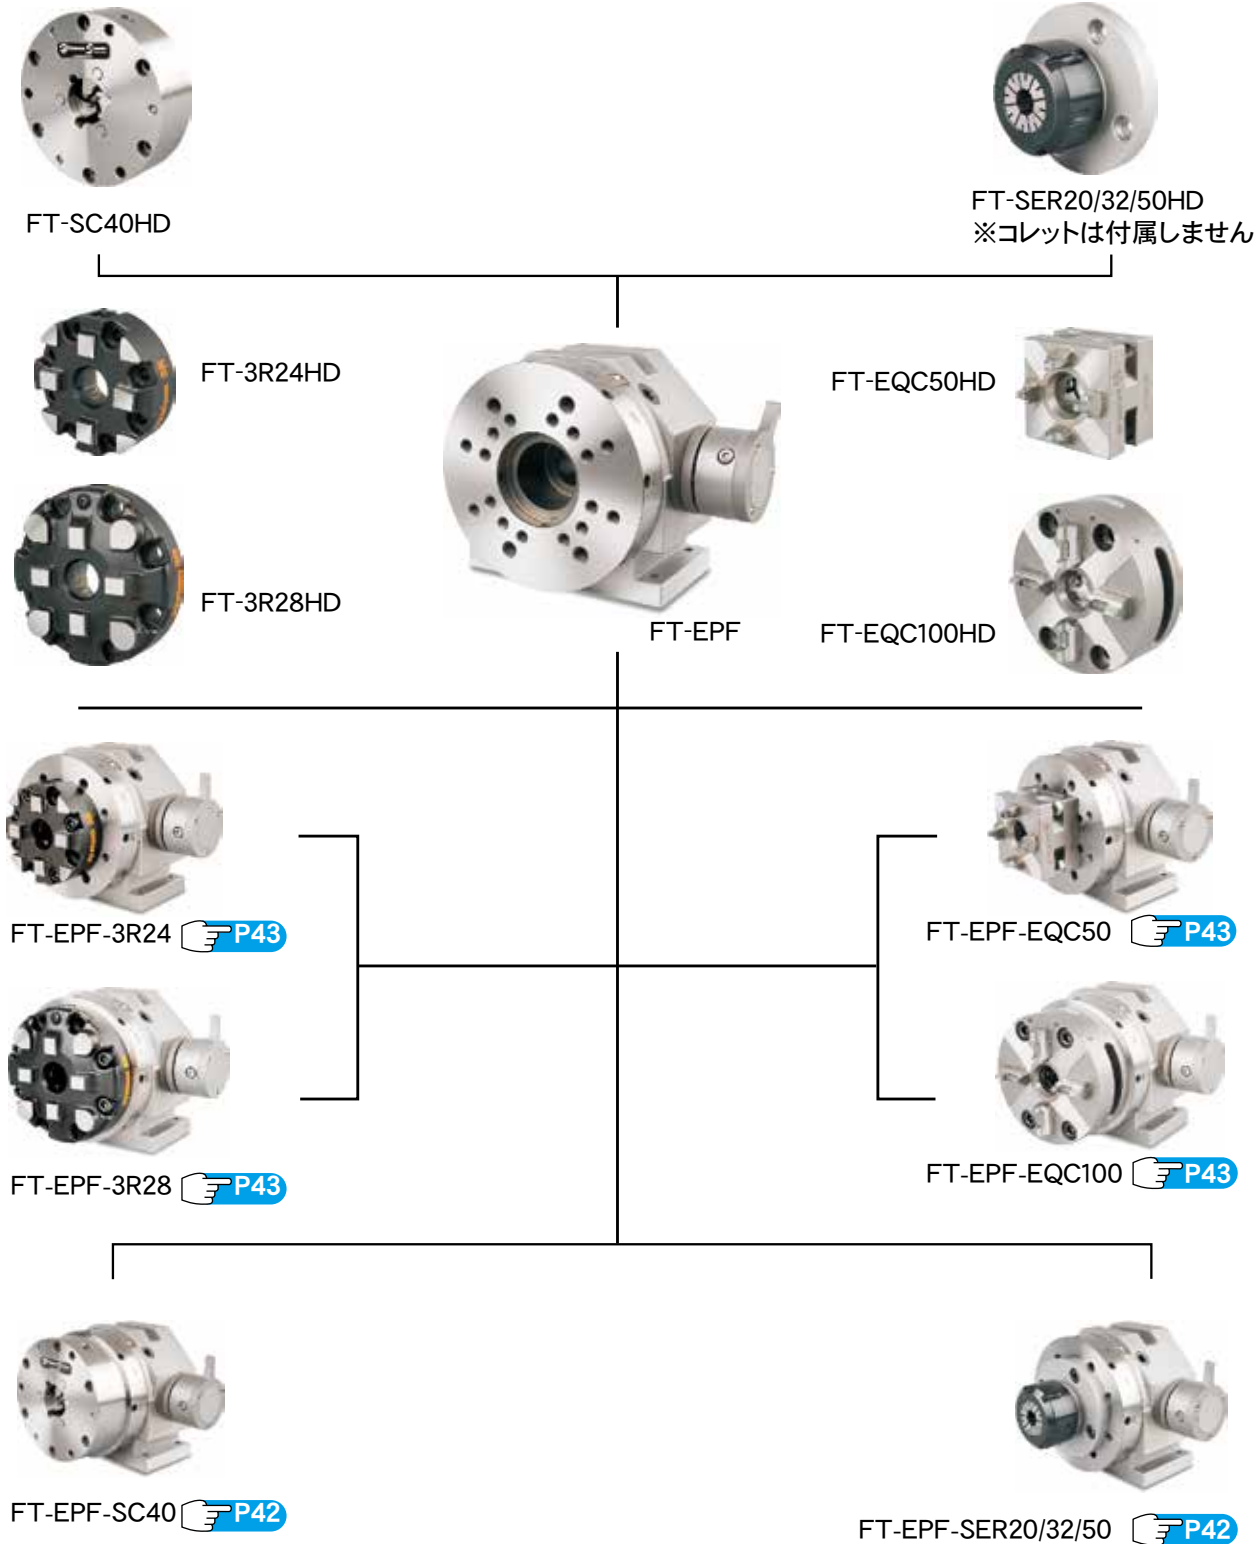 FT-SC40HD
FT-SER20/32/50HD
※コレットは付属しません
FT-3R24HD
FT-EQC50HD
FT-3R28HD
FT-EPF
FT-EQC100HD
FT-EPF-3R24 P43
FT-EPF-EQC50 P43
FT-EPF-3R28 P43
FT-EPF-EQC100 P43
FT-EPF-SC40 P42
FT-EPF-SER20/32/50 P42